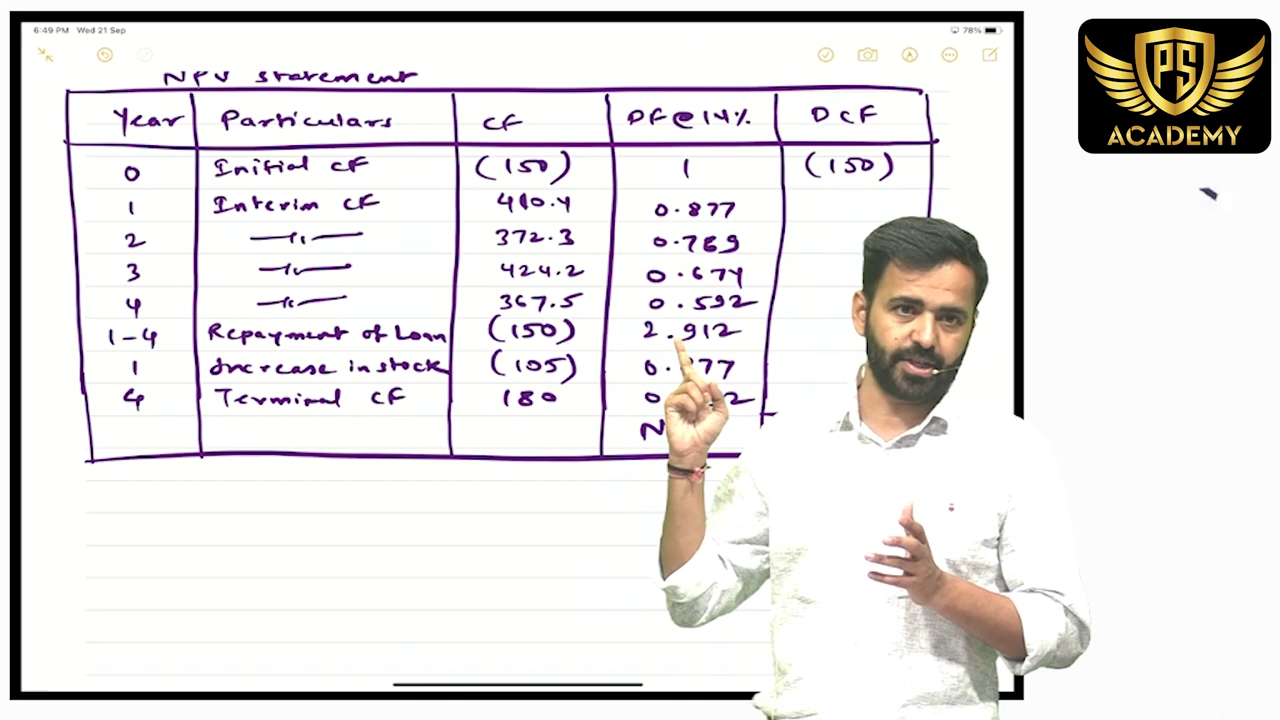 6:49 PM Wed 21 Sep
78%
PS
ACADEMY
NPV Statement
Year Particulars CF DF@14% DCF
0 Initial CF (150) 1 (150)
1 Interim CF 410.4 0.877
2 —〃— 372.3 0.769
3 —〃— 424.2 0.674
4 —〃— 367.5 0.592
1-4 Repayment of Loan (150) 2.912
1 Increase in stock (105)
4 Terminal CF 180